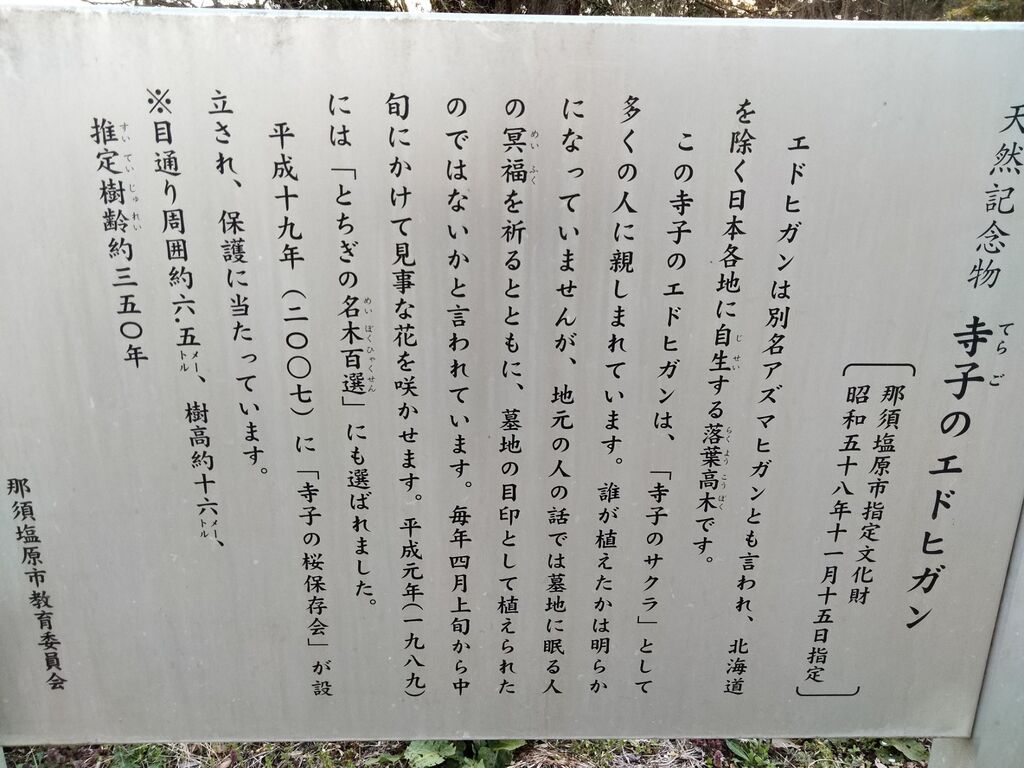 天然記念物　寺子のエドヒガン
那須塩原市指定文化財
昭和五十八年十一月十五日指定
エドヒガンは別名アズマヒガンとも言われ、北海道
を除く日本各地に自生する落葉高木です。
この寺子のエドヒガンは、「寺子のサクラ」として
多くの人に親しまれています。誰が植えたかは明らか
になっていませんが、地元の人の話では墓地に眠る人
の冥福を祈るとともに、墓地の目印として植えられた
のではないかと言われています。毎年四月上旬から中
旬にかけて見事な花を咲かせます。平成元年(一九八九)
には「とちぎの名木百選」にも選ばれました。
平成十九年（二〇〇七）に「寺子の桜保存会」が設
立され、保護に当たっています。
※目通り周囲約六.五メートル、樹高約十六メートル、
推定樹齢約三五〇年
那須塩原市教育委員会